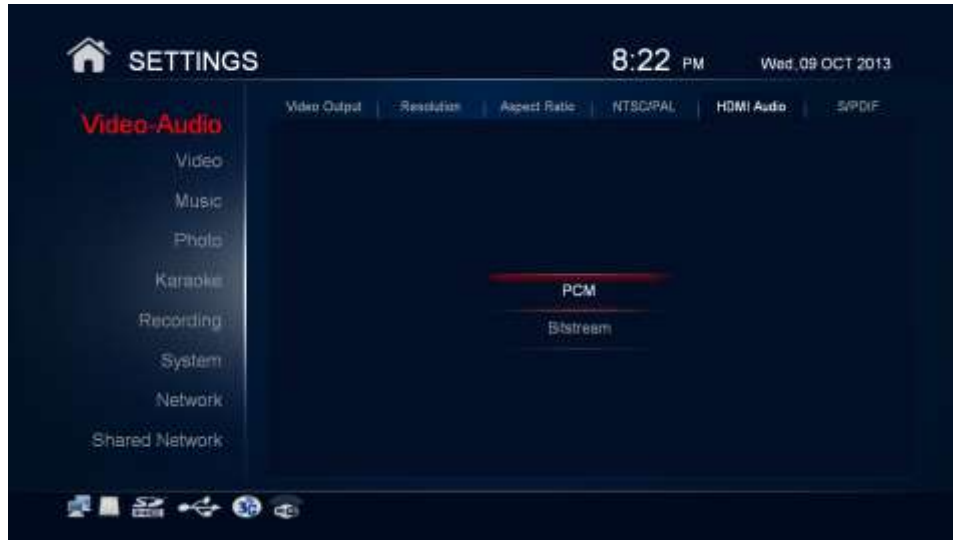 SETTINGS
8:22 PM
Wed,09 OCT 2013
Video Output | Resolution | Aspect Ratio | NTSC/PAL | HDMI Audio | S/PDIF
Video-Audio
Video
Music
Photo
Karaoke
Recording
System
Network
Shared Network
PCM
Bitstream
3G